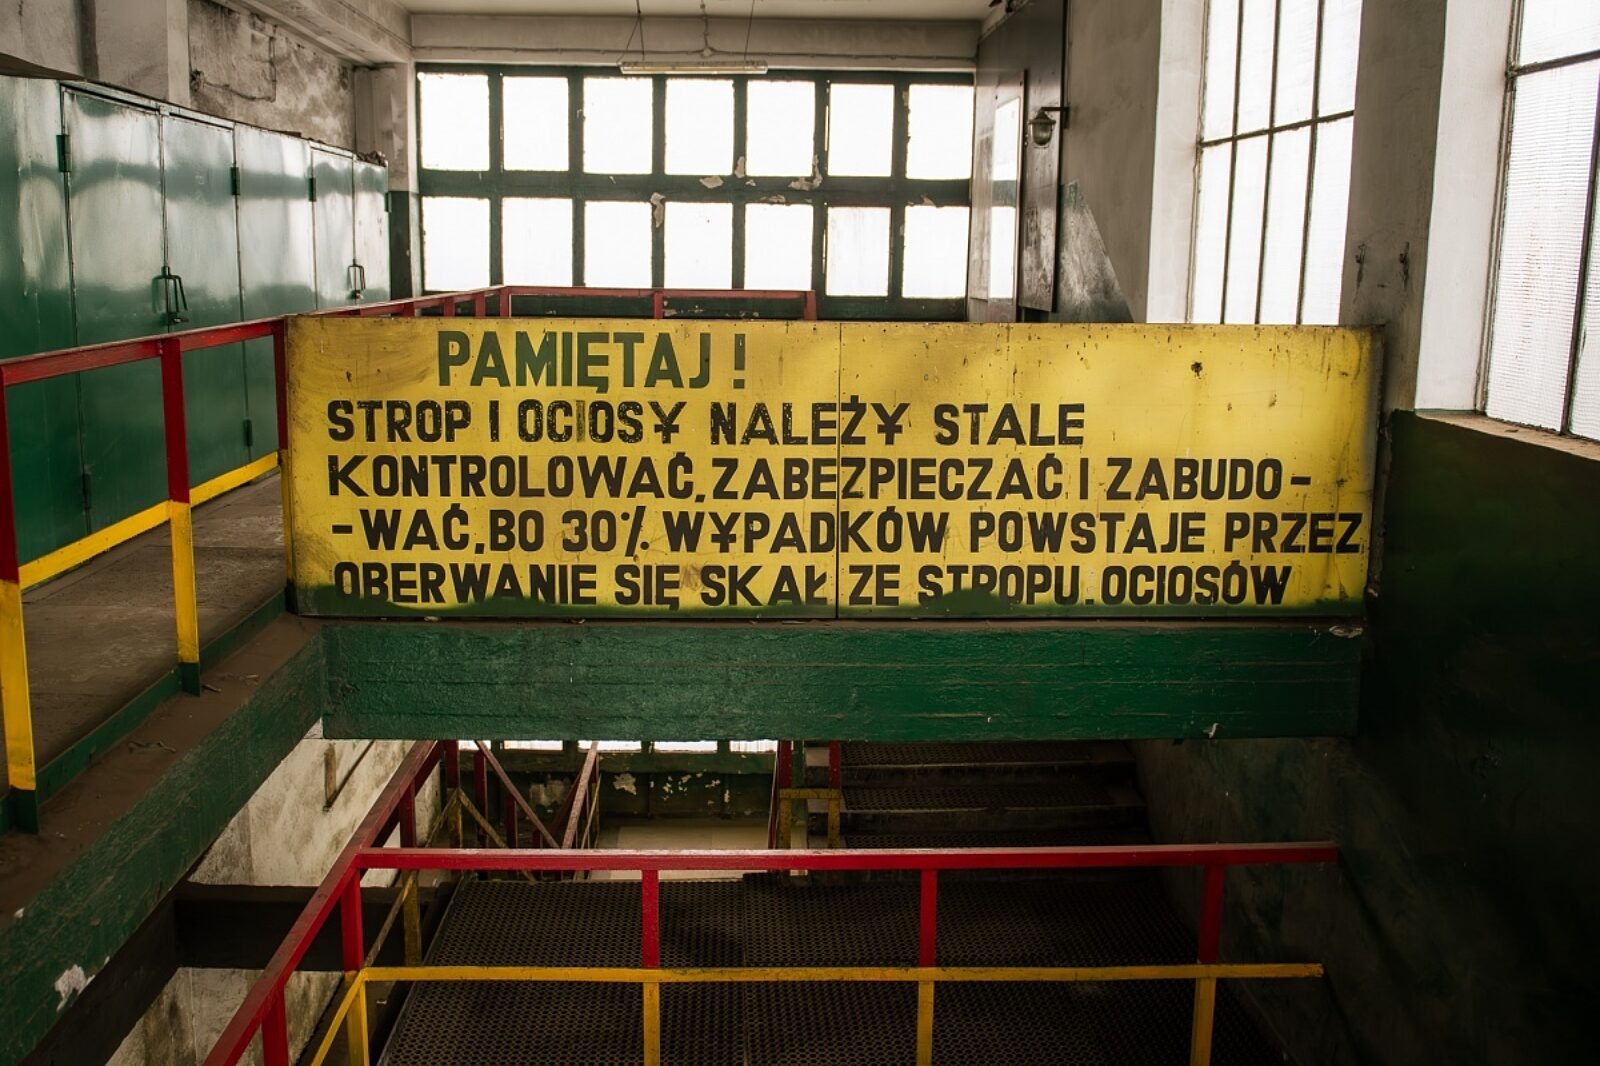 PAMIĘTAJ!
STROP I OCIOSY NALEŻY STALE
KONTROLOWAĆ,ZABEZPIECZAĆ I ZABUDO-
-WAĆ,BO 30% WYPADKÓW POWSTAJE PRZEZ
OBERWANIE SIĘ SKAŁ ZE STROPU.OCIOSÓW